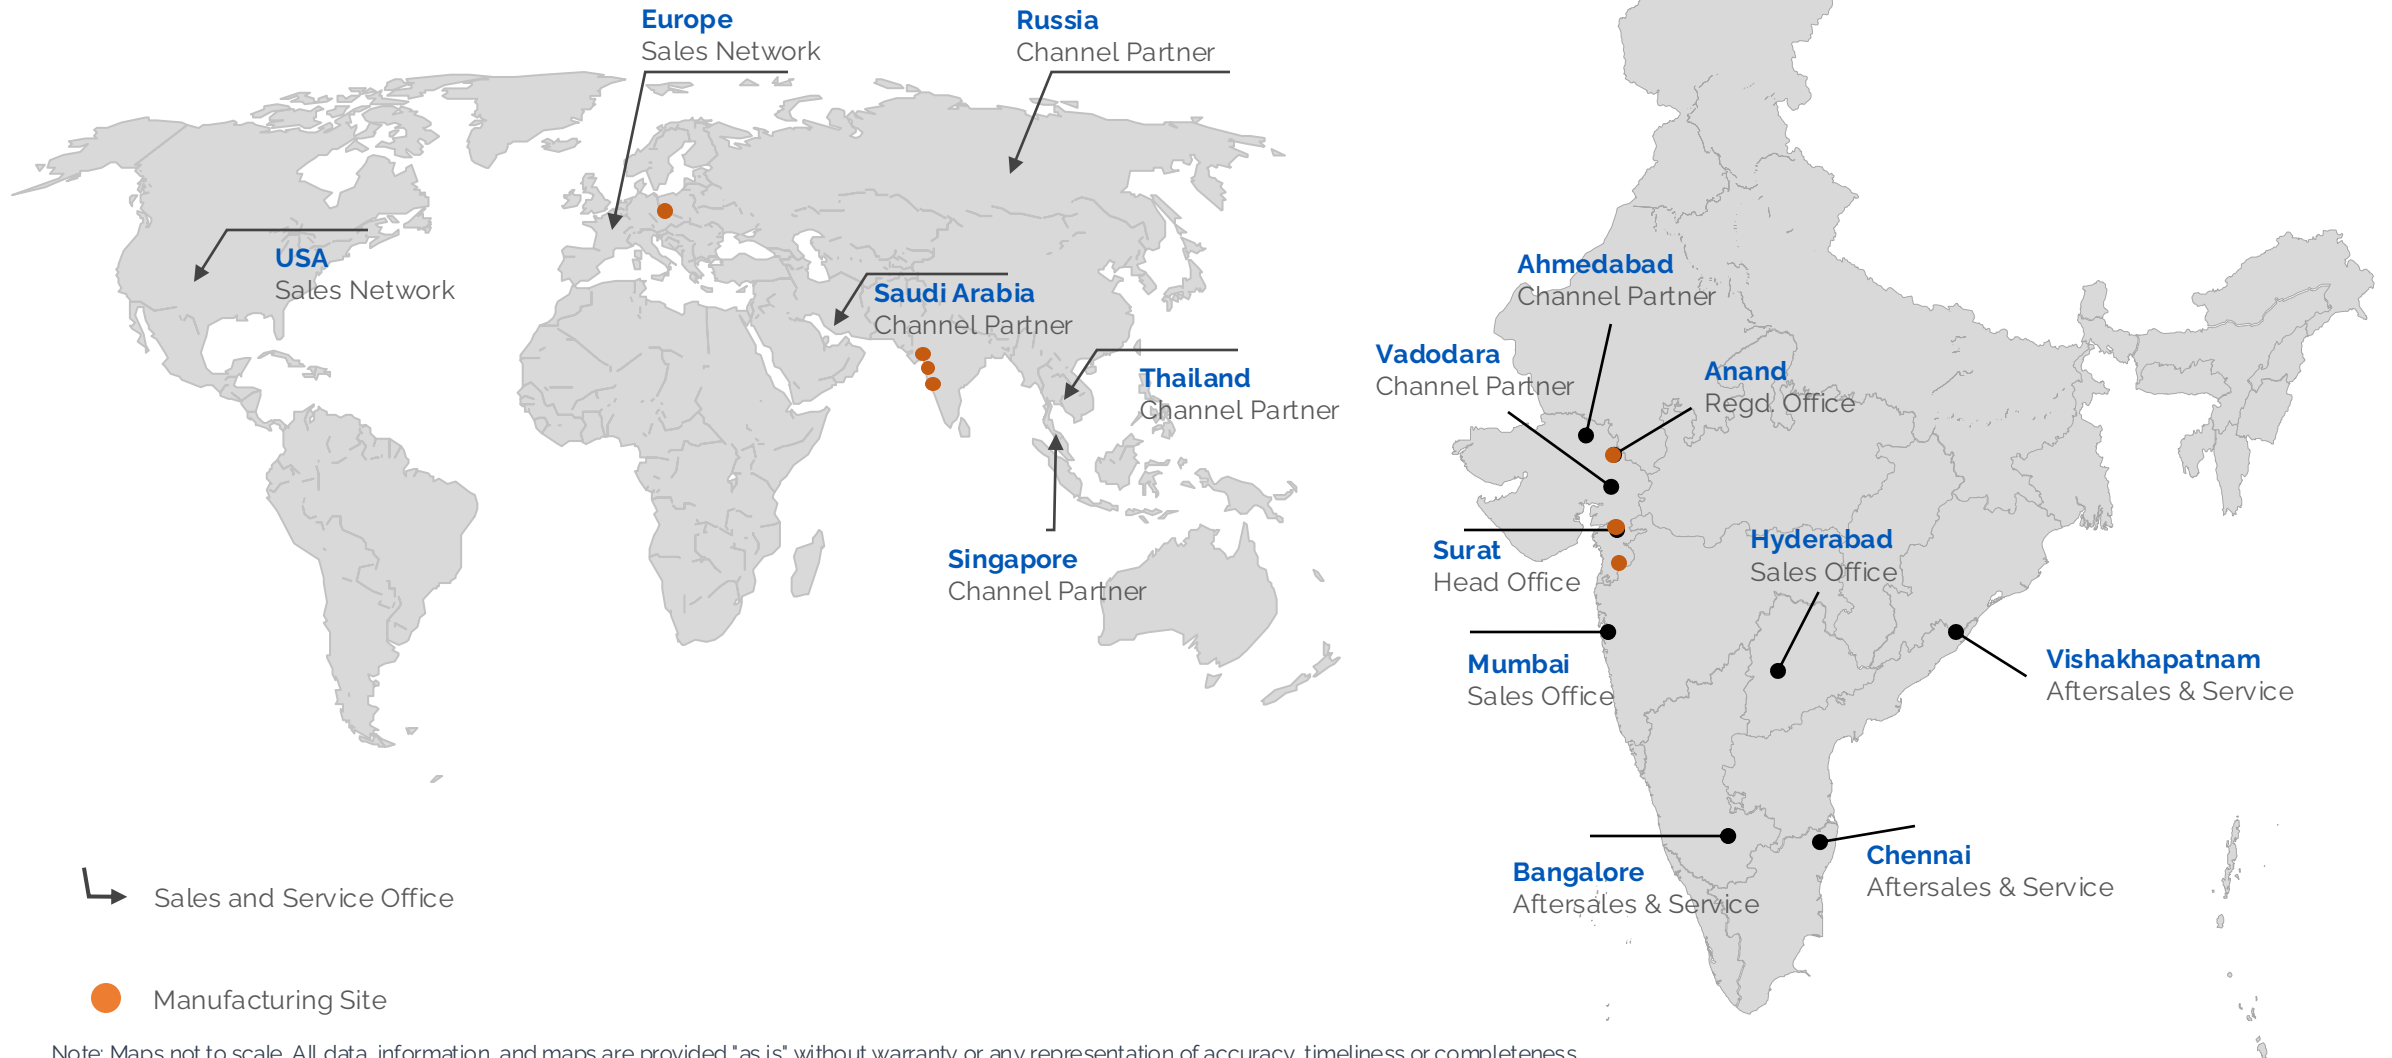 Europe
Sales Network
Russia
Channel Partner
USA
Sales Network
Saudi Arabia
Channel Partner
Thailand
Channel Partner
Singapore
Channel Partner
Sales and Service Office
Manufacturing Site
Ahmedabad
Channel Partner
Vadodara
Channel Partner
Anand
Regd. Office
Surat
Head Office
Hyderabad
Sales Office
Mumbai
Sales Office
Vishakhapatnam
Aftersales & Service
Bangalore
Aftersales & Service
Chennai
Aftersales & Service
Note: Maps not to scale. All data, information, and maps are provided "as is" without warranty or any representation of accuracy, timeliness or completeness.